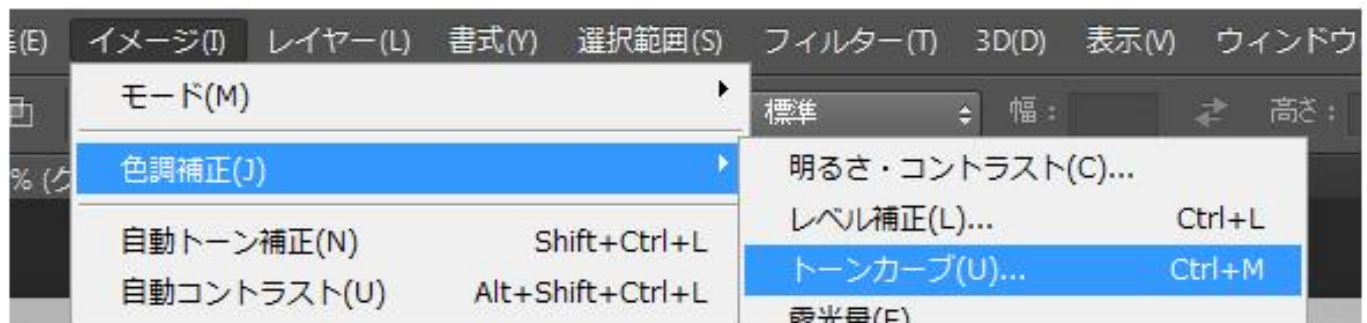 (E) イメージ(I) レイヤー(L) 書式(Y) 選択範囲(S) フィルター(T) 3D(D) 表示(V) ウィンドウ
標準 幅： 高さ：
% (ク
モード(M)
色調補正(J)
自動トーン補正(N) Shift+Ctrl+L
自動コントラスト(U) Alt+Shift+Ctrl+L
明るさ・コントラスト(C)...
レベル補正(L)... Ctrl+L
トーンカーブ(U)... Ctrl+M
露光量(E)